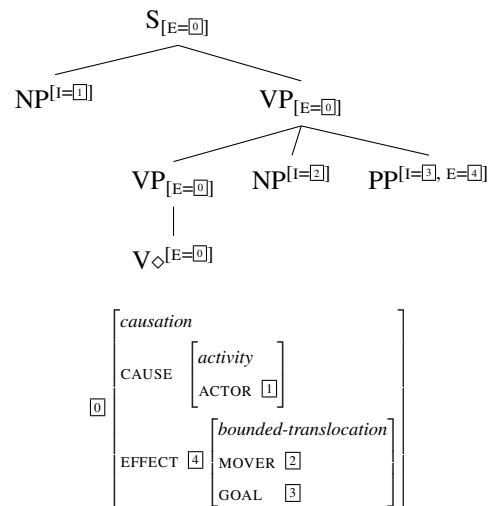 S[E=0]
NP[I=1] VP[E=0]
VP[E=0] NP[I=2] PP[I=3, E=4]
V◇[E=0]
causation
CAUSE activity
ACTOR 1
0
bounded-translocation
EFFECT 4 MOVER 2
GOAL 3